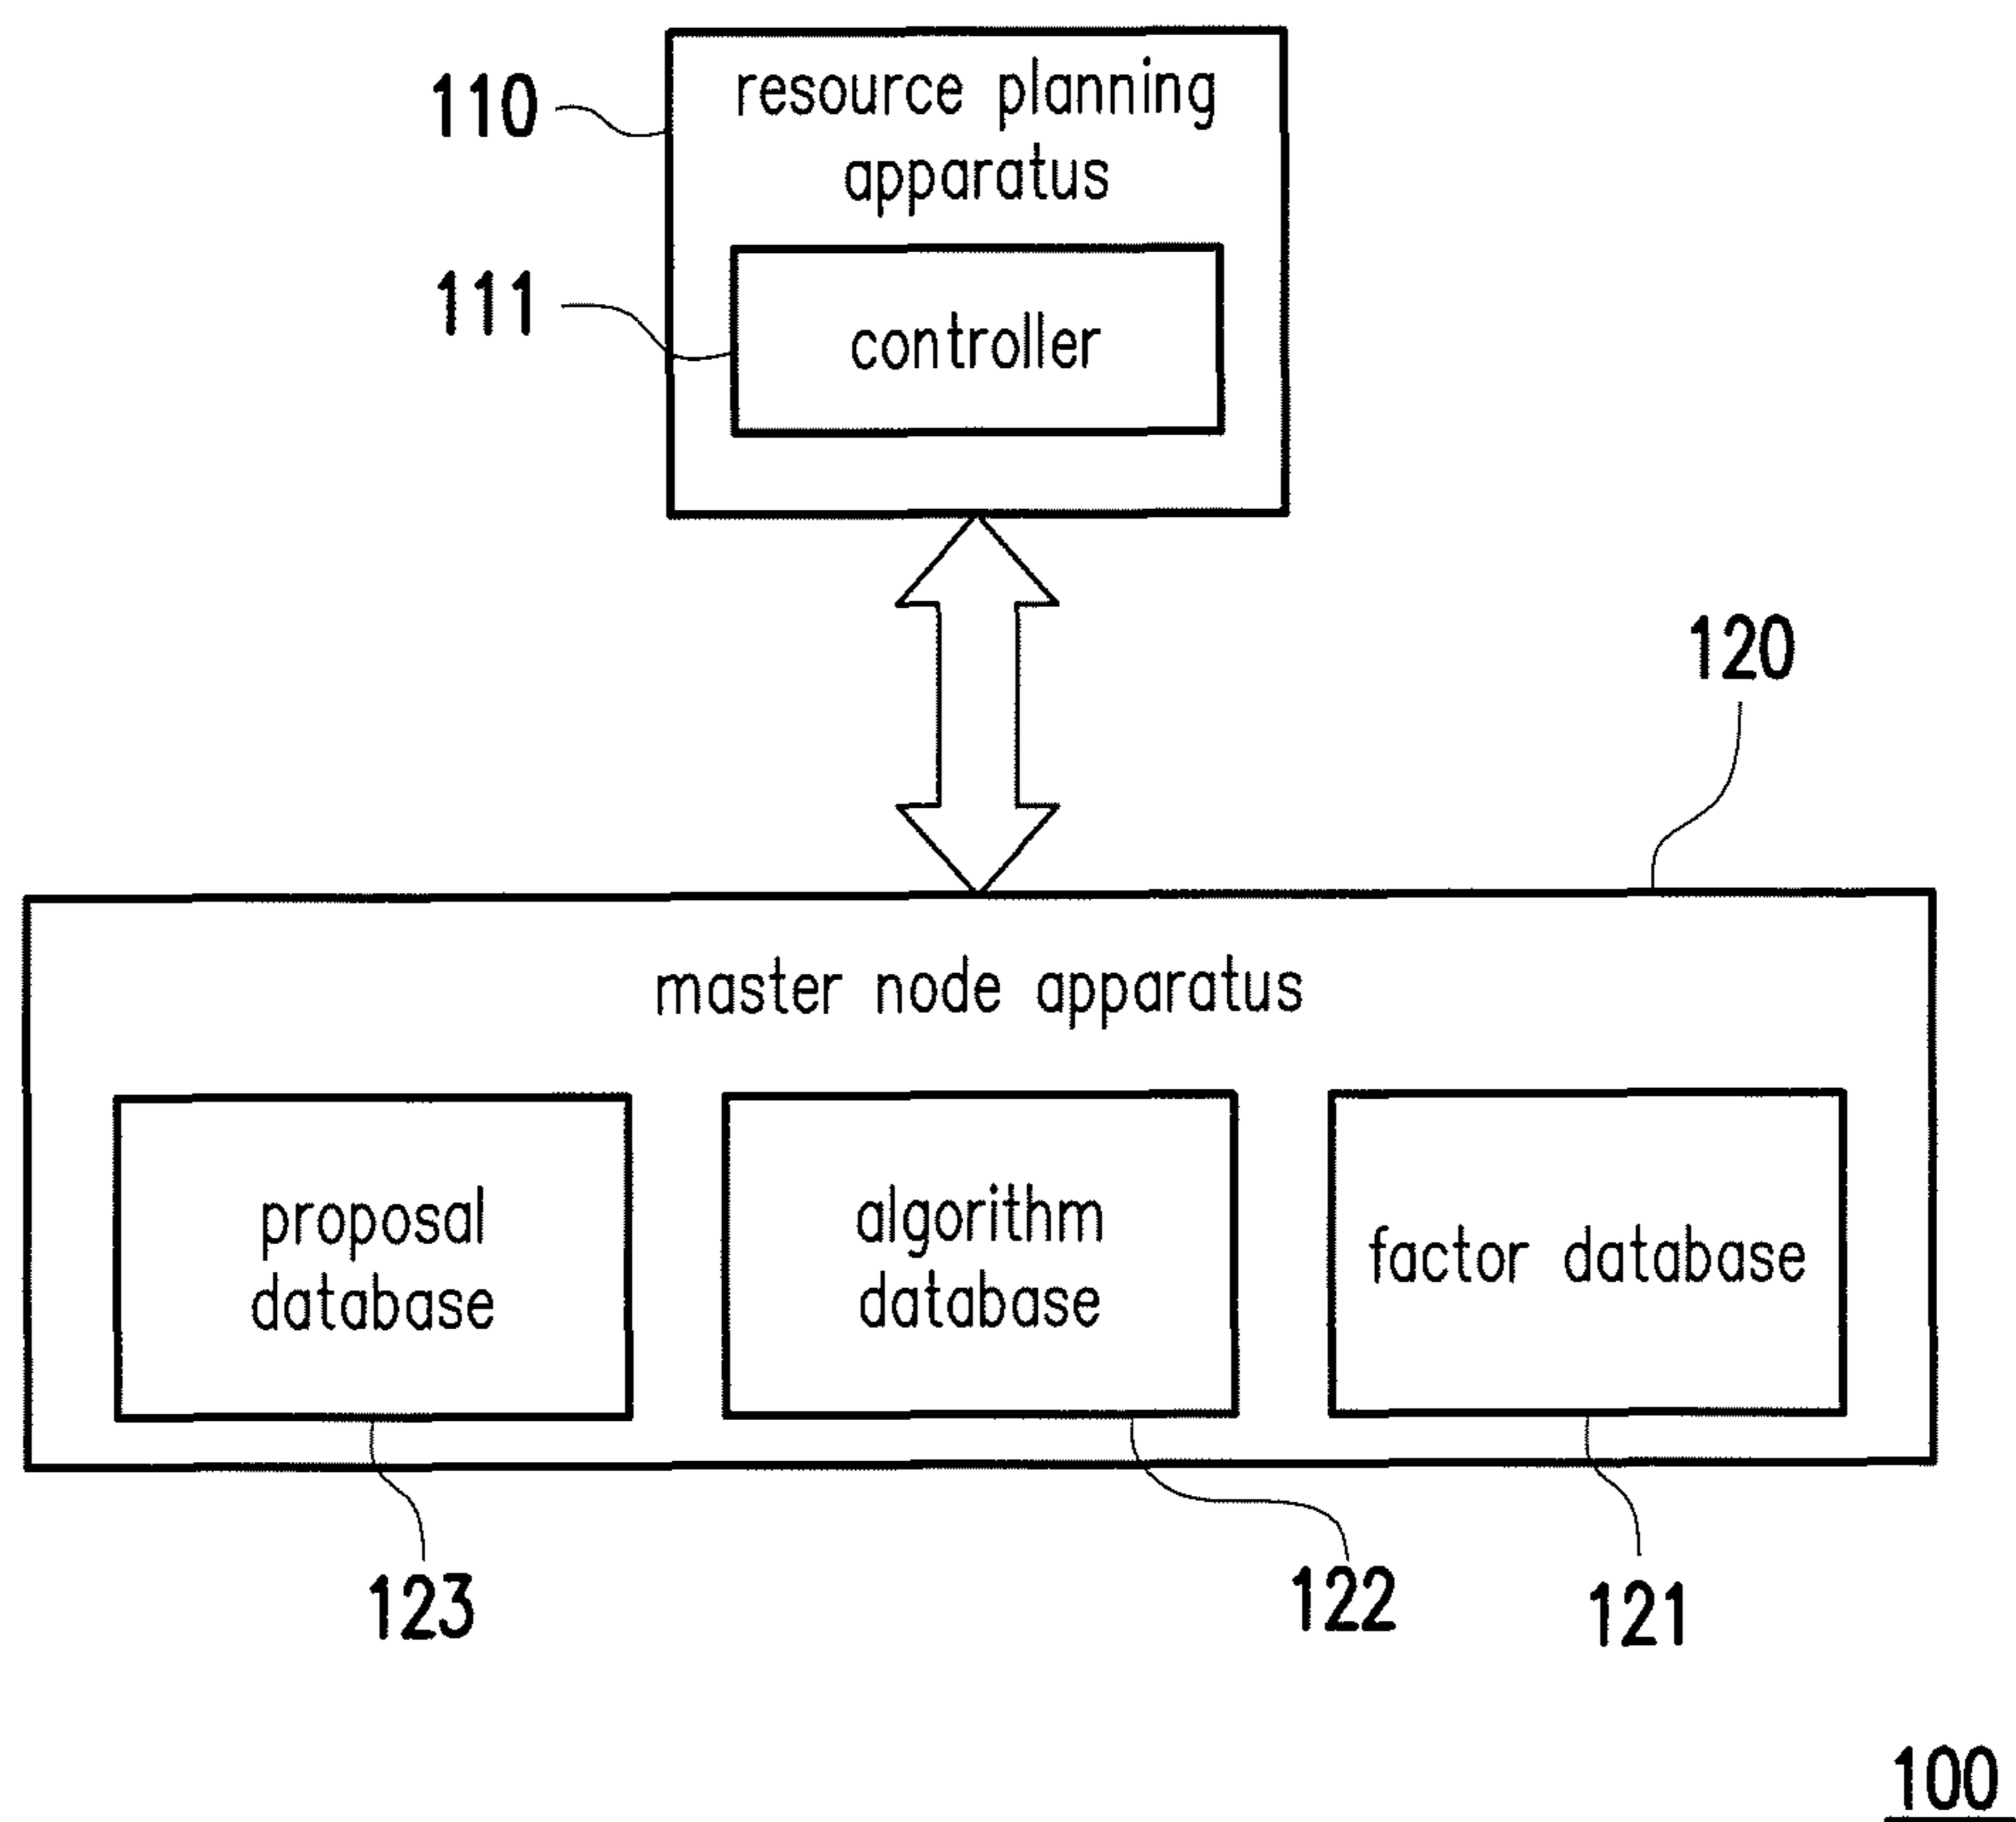 110
resource planning
apparatus
111
controller
120
master node apparatus
proposal
database
algorithm
database
factor database
123
122
121
100